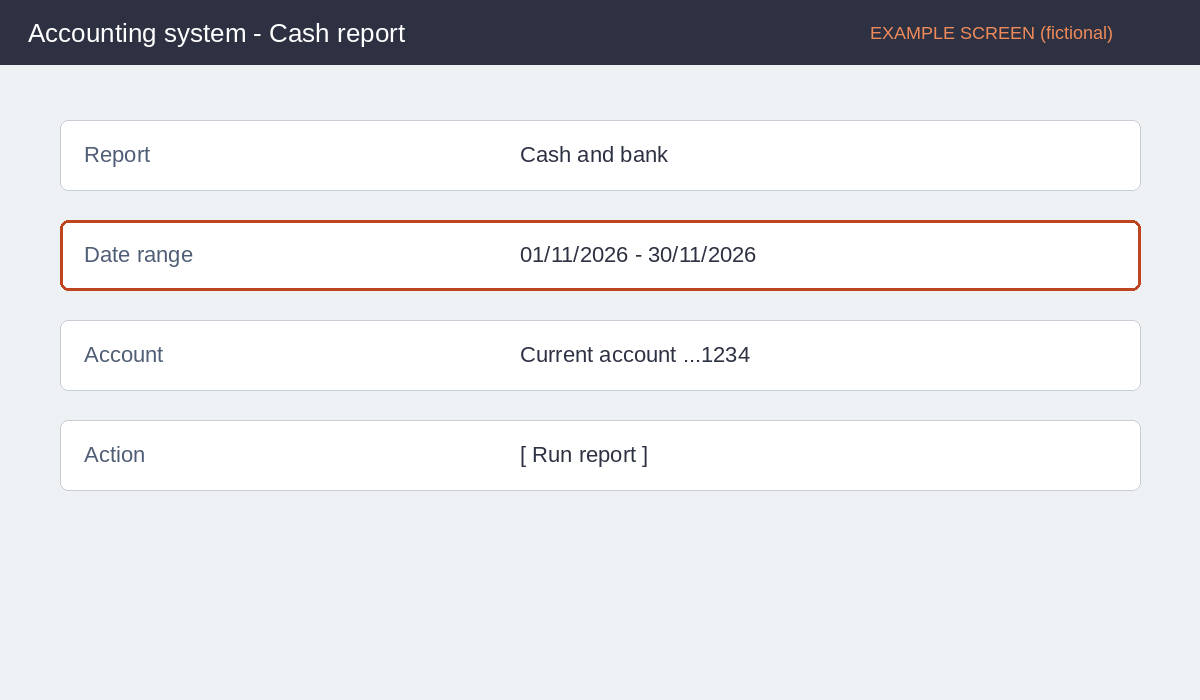 Accounting system - Cash report
EXAMPLE SCREEN (fictional)
Report
Cash and bank
Date range
01/11/2026 - 30/11/2026
Account
Current account ...1234
Action
[ Run report ]